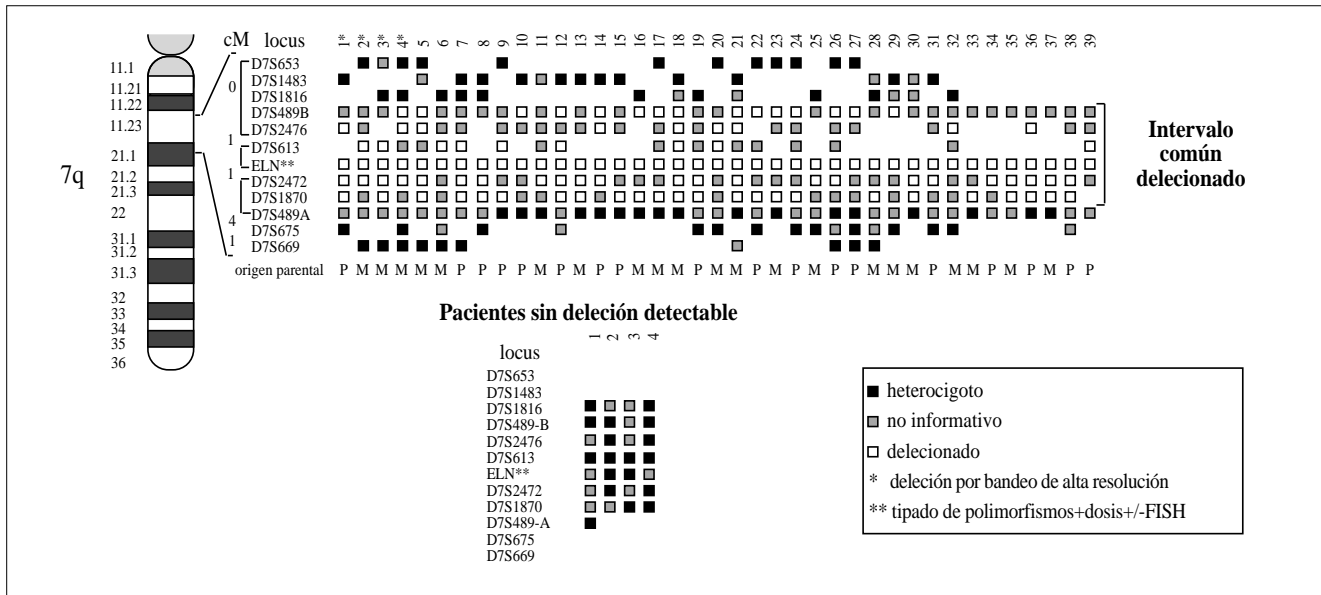 cM locus 1* 2* 3* 4* 5 6 7 8 9 10 11 12 13 14 15 16 17 18 19 20 21 22 23 24 25 26 27 28 29 30 31 32 33 34 35 36 37 38 39
7q
11.1
11.21
11.22
11.23
21.1
21.2
21.3
22
31.1
31.2
31.3
32
33
34
35
36
0
1
1
4
1
D7S653
D7S1483
D7S1816
D7S489B
D7S2476
D7S613
ELN**
D7S2472
D7S1870
D7S489A
D7S675
D7S669
Intervalo
común
delecionado
origen parental P M M M M M P P P P M P M P P M M M P M M P M P M P P M M M P M M P M P M P P
Pacientes sin deleción detectable
1 2 3 4
locus
D7S653
D7S1483
D7S1816
D7S489-B
D7S2476
D7S613
ELN**
D7S2472
D7S1870
D7S489-A
D7S675
D7S669
heterocigoto
no informativo
delecionado
* deleción por bandeo de alta resolución
** tipado de polimorfismos+dosis+/-FISH